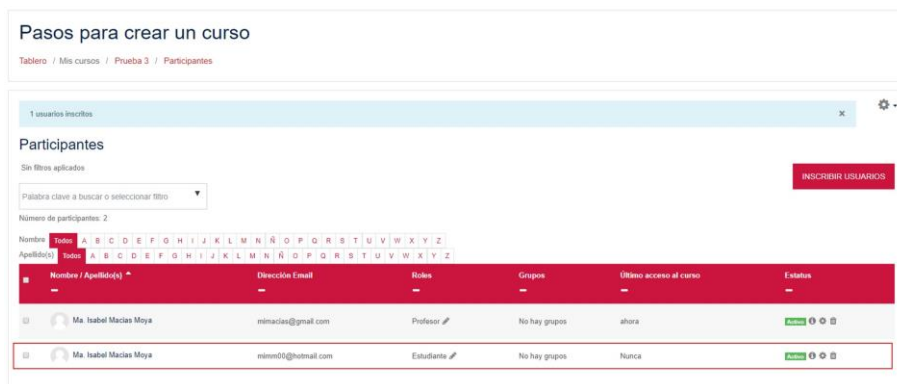 Pasos para crear un curso
Tablero / Mis cursos / Prueba 3 / Participantes
1 usuarios inscritos ×
Participantes
Sin filtros aplicados
INSCRIBIR USUARIOS
Palabra clave a buscar o seleccionar filtro ▼
Número de participantes: 2
Nombre Todos A B C D E F G H I J K L M N Ñ O P Q R S T U V W X Y Z
Apellido(s) Todos A B C D E F G H I J K L M N Ñ O P Q R S T U V W X Y Z
Nombre / Apellido(s) Dirección Email Roles Grupos Último acceso al curso Estatus
Ma. Isabel Macias Moya mimacias@gmail.com Profesor No hay grupos ahora Activo
Ma. Isabel Macias Moya mimm00@hotmail.com Estudiante No hay grupos Nunca Activo